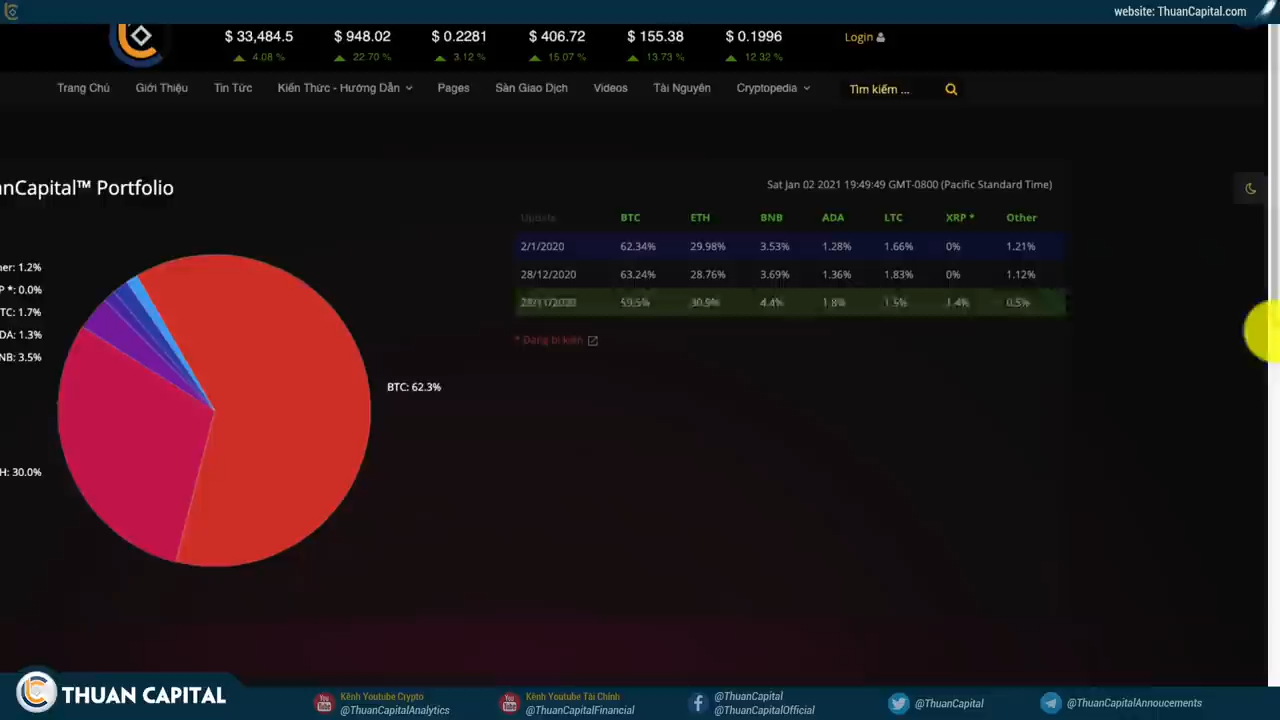 website: ThuanCapital.com
$ 33,484.5 $ 948.02 $ 0.2281 $ 406.72 $ 155.38 $ 0.1996
4.08 % 22.70 % 3.12 % 15.07 % 13.73 % 12.32 %
Login
Trang Chủ Giới Thiệu Tin Tức Kiến Thức - Hướng Dẫn Pages Sàn Giao Dịch Videos Tài Nguyên Cryptopedia Tìm kiếm ...
nCapital™ Portfolio
Sat Jan 02 2021 19:49:49 GMT-0800 (Pacific Standard Time)
Update BTC ETH BNB ADA LTC XRP * Other
2/1/2020 62.34% 29.98% 3.53% 1.28% 1.66% 0% 1.21%
28/12/2020 63.24% 28.76% 3.69% 1.36% 1.83% 0% 1.12%
59.5% 30.9% 4.4% 1.8% 1.5% 1.4% 0.5%
* Đang bị kiện
er: 1.2%
P *: 0.0%
TC: 1.7%
DA: 1.3%
NB: 3.5%
BTC: 62.3%
H: 30.0%
THUAN CAPITAL
Kênh Youtube Crypto
@ThuanCapitalAnalytics
Kênh Youtube Tài Chính
@ThuanCapitalFinancial
@ThuanCapital
@ThuanCapitalOfficial
@ThuanCapital
@ThuanCapitalAnnoucements